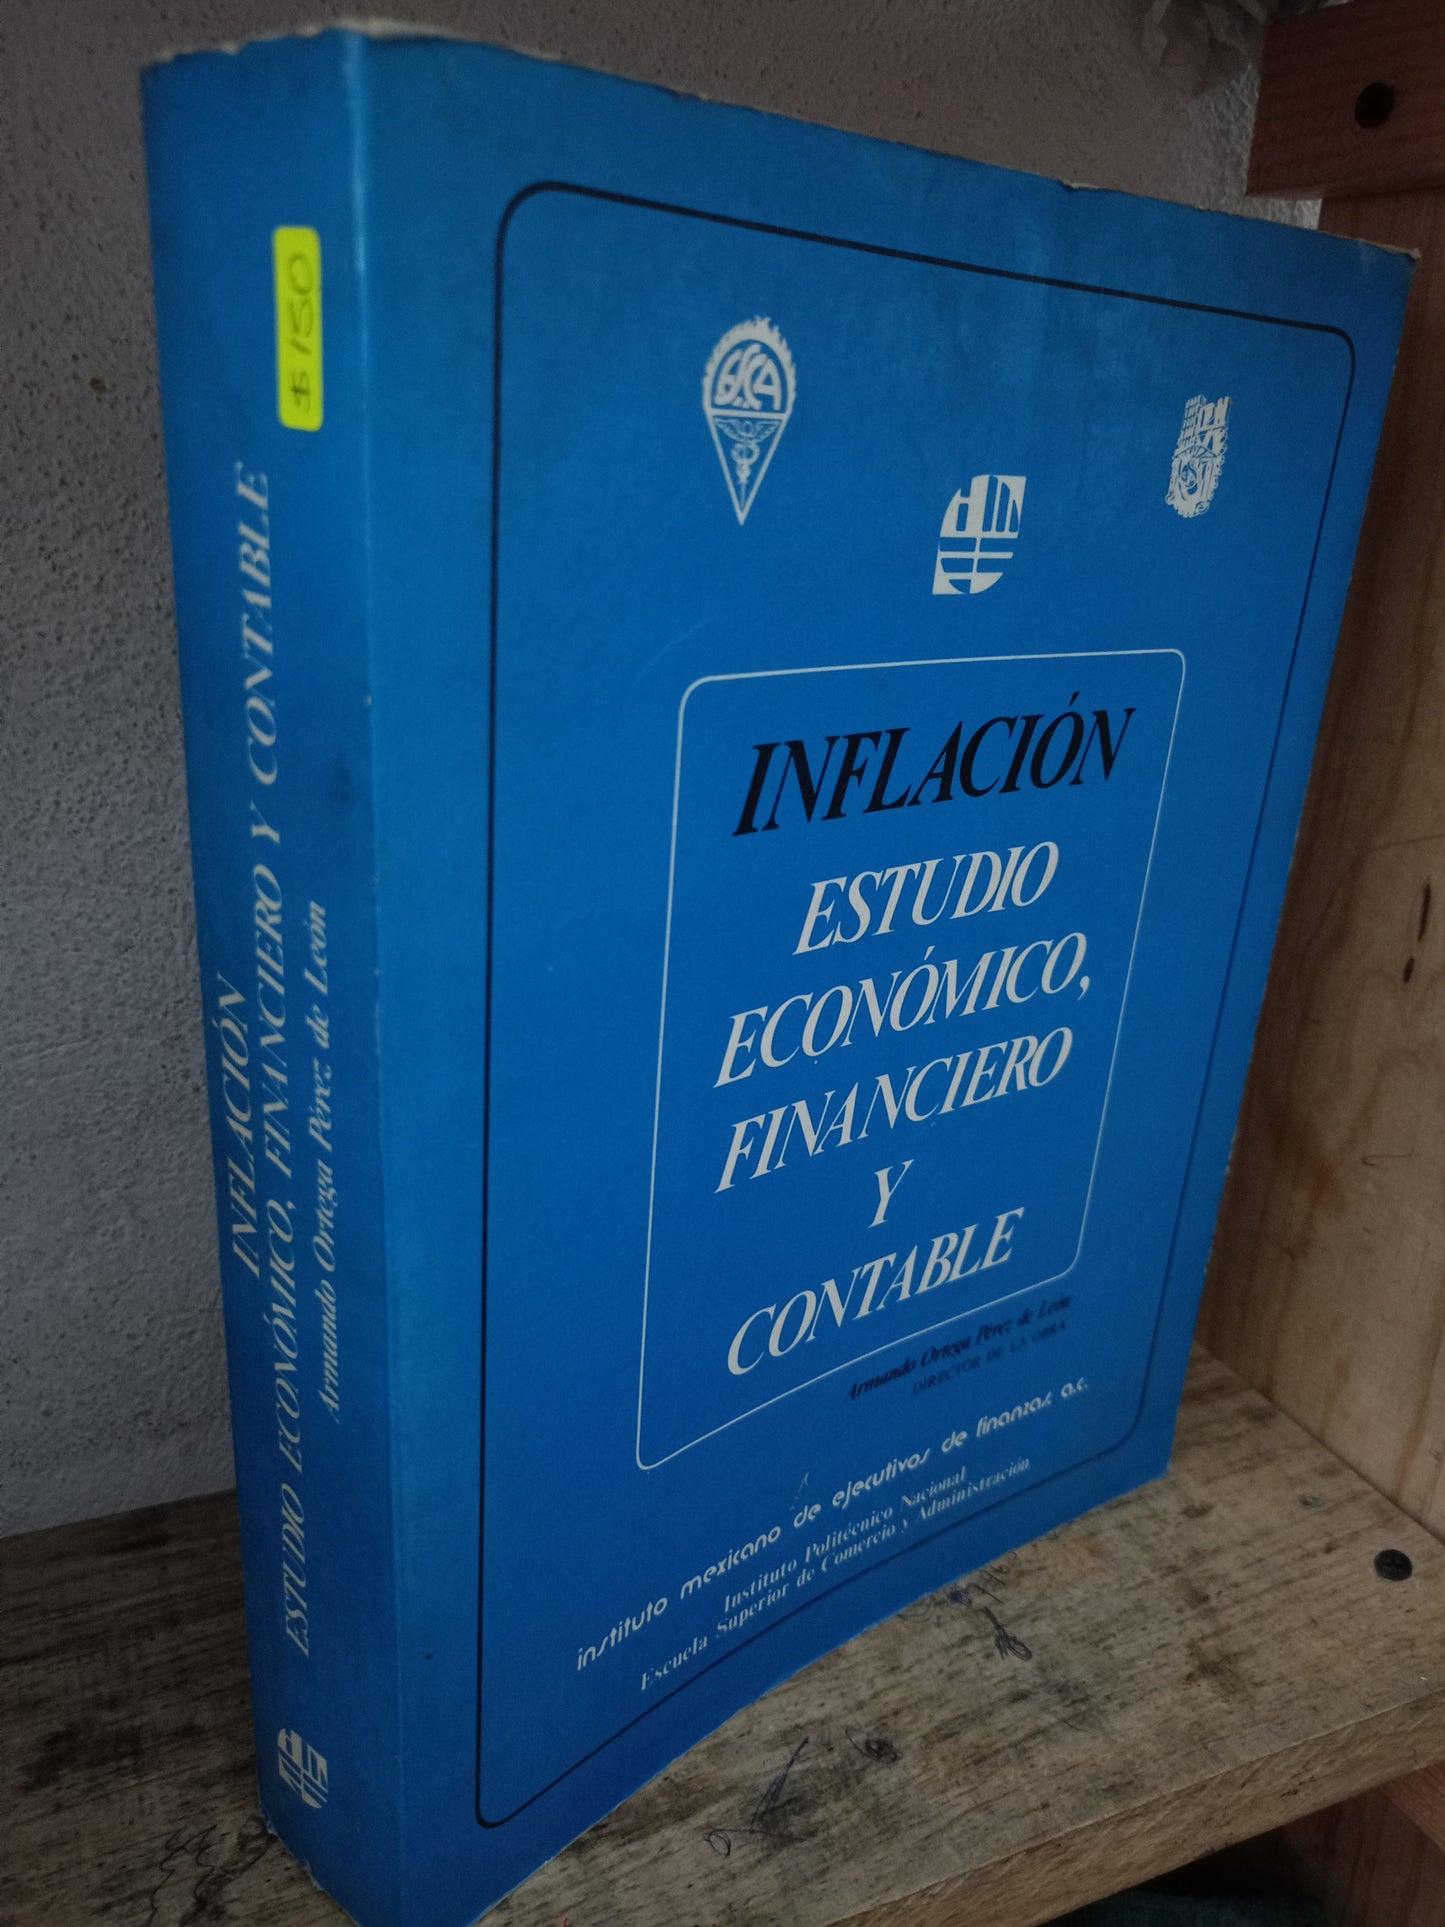 $ 150
INFLACIÓN
ESTUDIO ECONÓMICO, FINANCIERO Y CONTABLE
Armando Ortega Pérez de León
ESCA
INFLACIÓN
ESTUDIO
ECONÓMICO,
FINANCIERO
Y
CONTABLE
Armando Ortega Pérez de León
DIRECTOR DE LA OBRA
instituto mexicano de ejecutivos de finanzas a.c.
Instituto Politécnico Nacional
Escuela Superior de Comercio y Administración